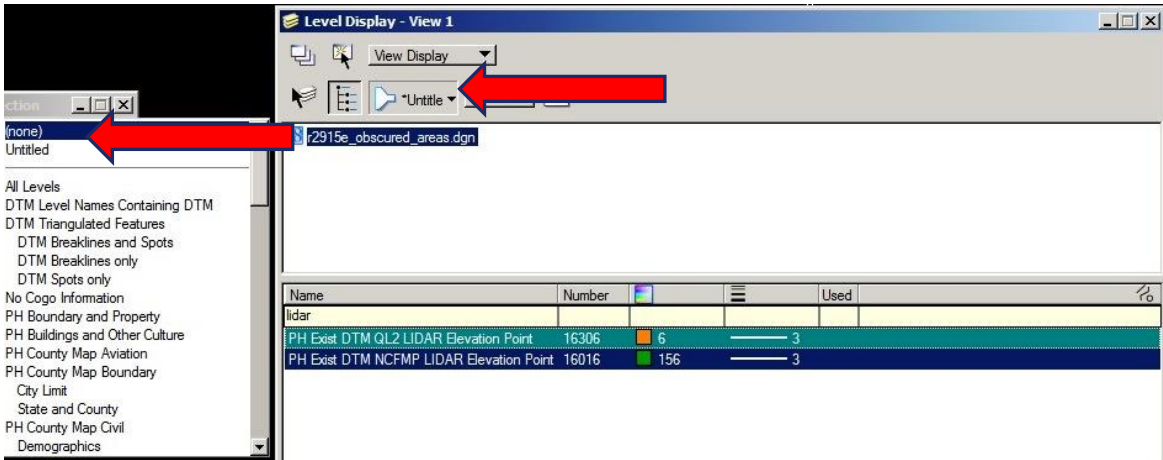 Level Display - View 1
View Display
*Untitle
r2915e_obscured_areas.dgn
ction
(none)
Untitled
All Levels
DTM Level Names Containing DTM
DTM Triangulated Features
DTM Breaklines and Spots
DTM Breaklines only
DTM Spots only
No Cogo Information
PH Boundary and Property
PH Buildings and Other Culture
PH County Map Aviation
PH County Map Boundary
City Limit
State and County
PH County Map Civil
Demographics
Name Number Used
lidar
PH Exist DTM QL2 LIDAR Elevation Point 16306 6 3
PH Exist DTM NCFMP LIDAR Elevation Point 16016 156 3